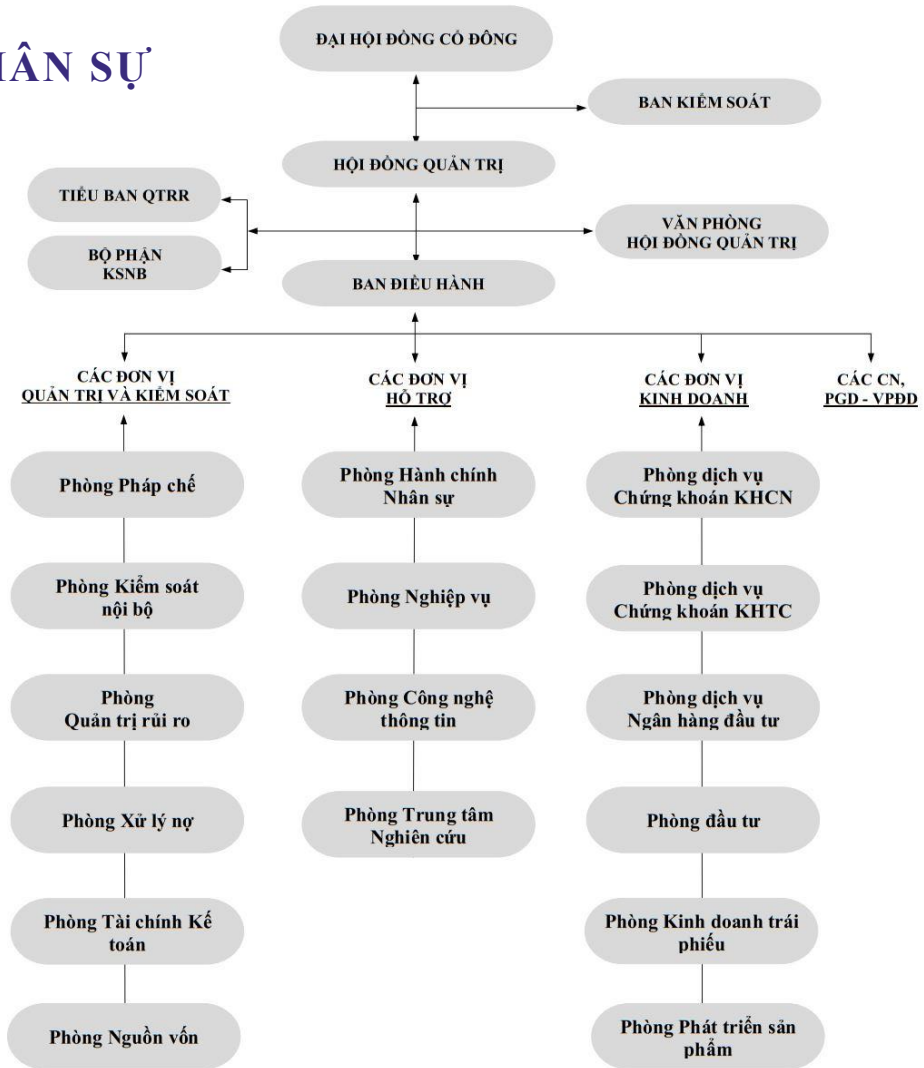 HÂN SỰ
ĐẠI HỘI ĐỒNG CỔ ĐÔNG
BAN KIỂM SOÁT
HỘI ĐỒNG QUẢN TRỊ
TIỂU BAN QTRR
VĂN PHÒNG
HỘI ĐỒNG QUẢN TRỊ
BỘ PHẬN
KSNB
BAN ĐIỀU HÀNH
CÁC ĐƠN VỊ
QUẢN TRỊ VÀ KIỂM SOÁT
Phòng Pháp chế
Phòng Kiểm soát
nội bộ
Phòng
Quản trị rủi ro
Phòng Xử lý nợ
Phòng Tài chính Kế
toán
Phòng Nguồn vốn
CÁC ĐƠN VỊ
HỖ TRỢ
Phòng Hành chính
Nhân sự
Phòng Nghiệp vụ
Phòng Công nghệ
thông tin
Phòng Trung tâm
Nghiên cứu
CÁC ĐƠN VỊ
KINH DOANH
Phòng dịch vụ
Chứng khoán KHCN
Phòng dịch vụ
Chứng khoán KHTC
Phòng dịch vụ
Ngân hàng đầu tư
Phòng đầu tư
Phòng Kinh doanh trái
phiếu
Phòng Phát triển sản
phẩm
CÁC CN,
PGD - VPĐD